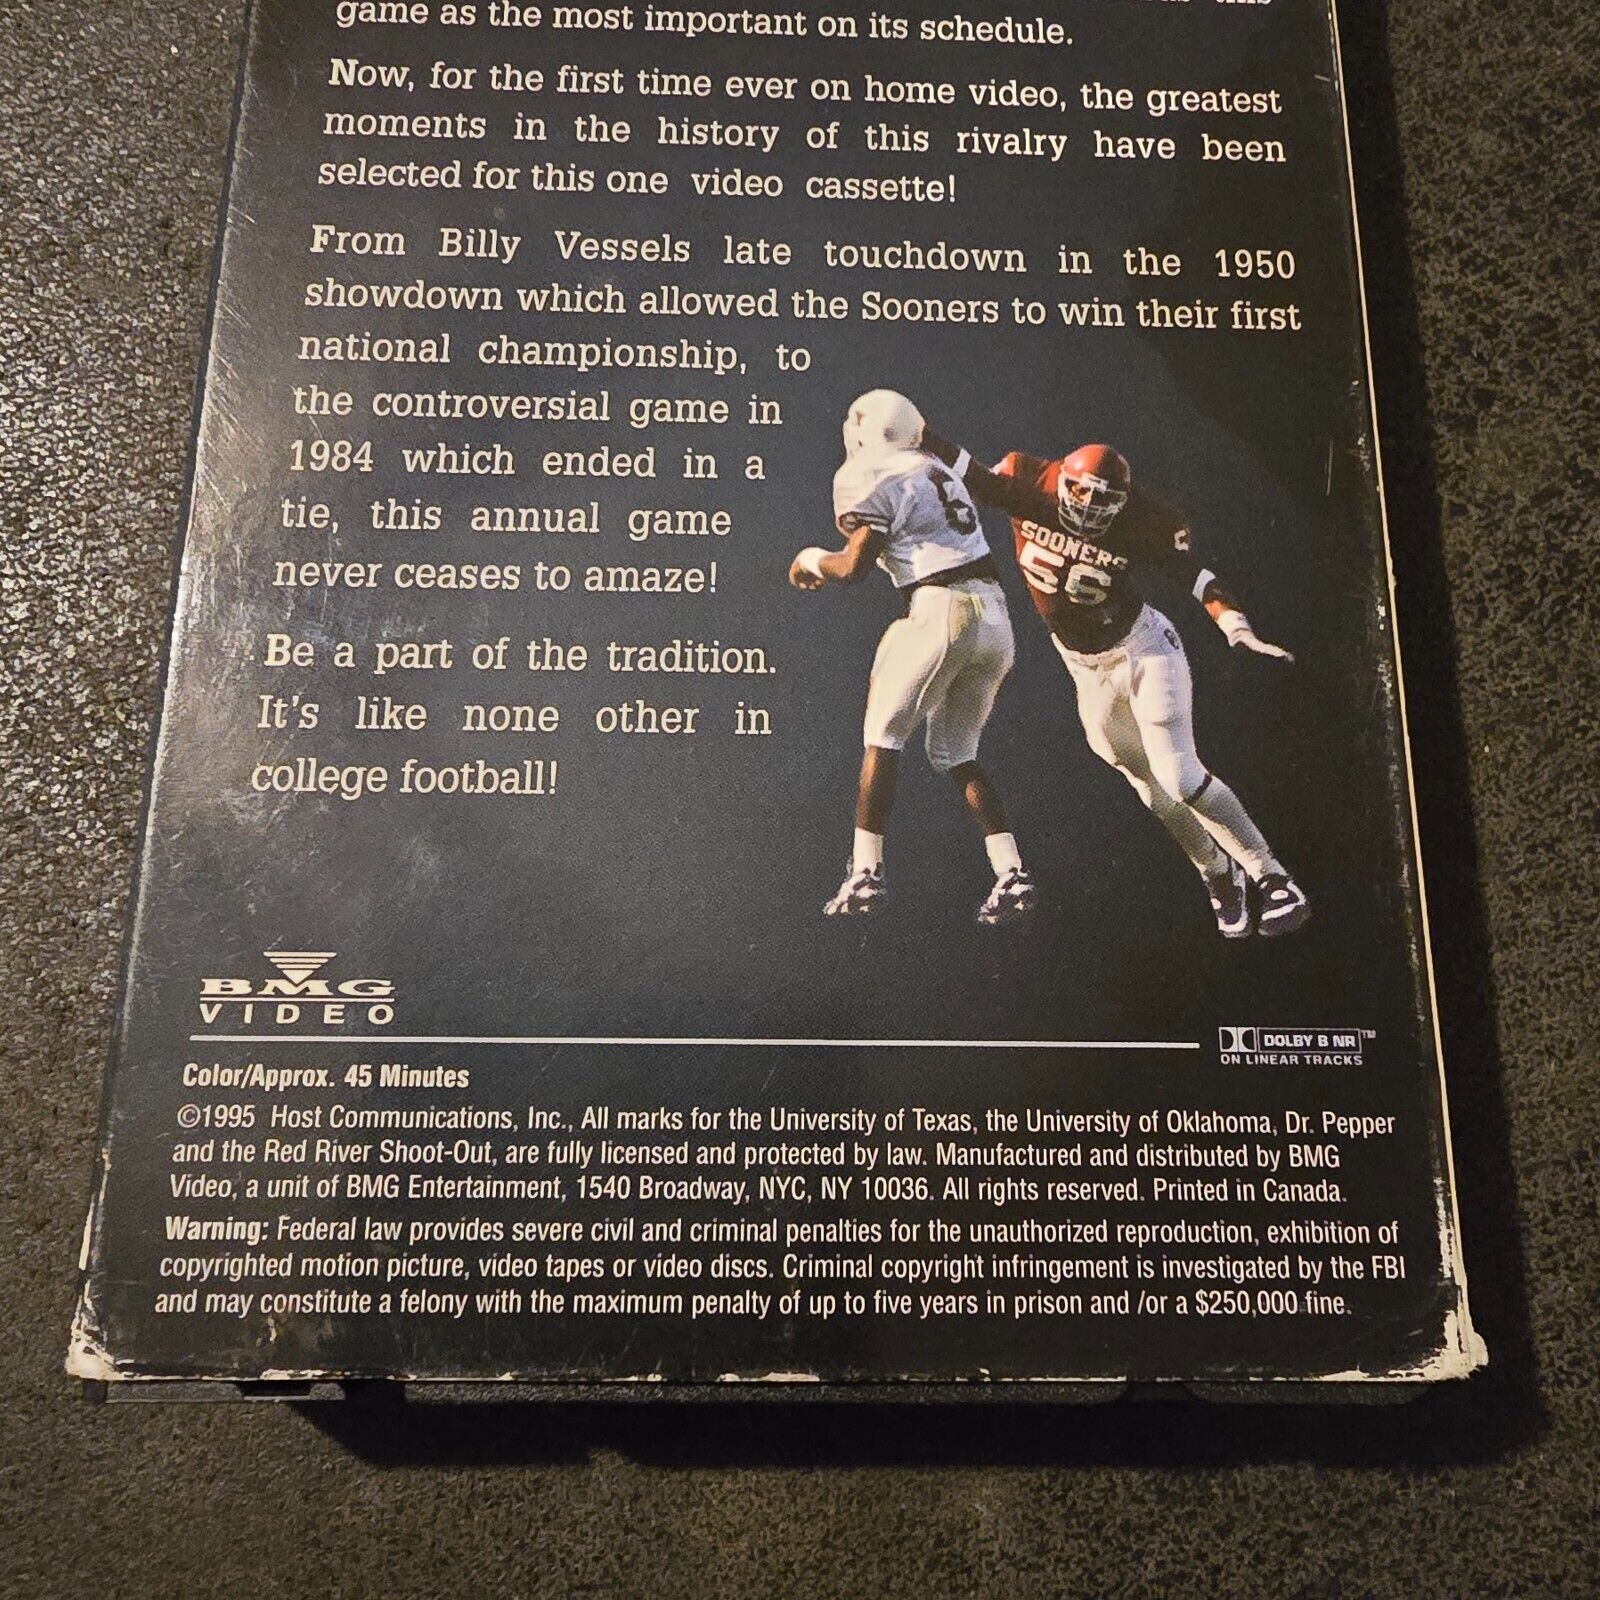 game as the most important on its schedule.
Now, for the first time ever on home video, the greatest
moments in the history of this rivalry have been
selected for this one video cassette!
From Billy Vessels late touchdown in the 1950
showdown which allowed the Sooners to win their first
national championship, to
the controversial game in
1984 which ended in a
tie, this annual game
never ceases to amaze!
Be a part of the tradition.
It's like none other in
college football!
6
SOONERS
56
BMG
VIDEO
DOLBY B NR™
ON LINEAR TRACKS
Color/Approx. 45 Minutes
©1995 Host Communications, Inc., All marks for the University of Texas, the University of Oklahoma, Dr. Pepper
and the Red River Shoot-Out, are fully licensed and protected by law. Manufactured and distributed by BMG
Video, a unit of BMG Entertainment, 1540 Broadway, NYC, NY 10036. All rights reserved. Printed in Canada.
Warning: Federal law provides severe civil and criminal penalties for the unauthorized reproduction, exhibition of
copyrighted motion picture, video tapes or video discs. Criminal copyright infringement is investigated by the FBI
and may constitute a felony with the maximum penalty of up to five years in prison and /or a $250,000 fine.